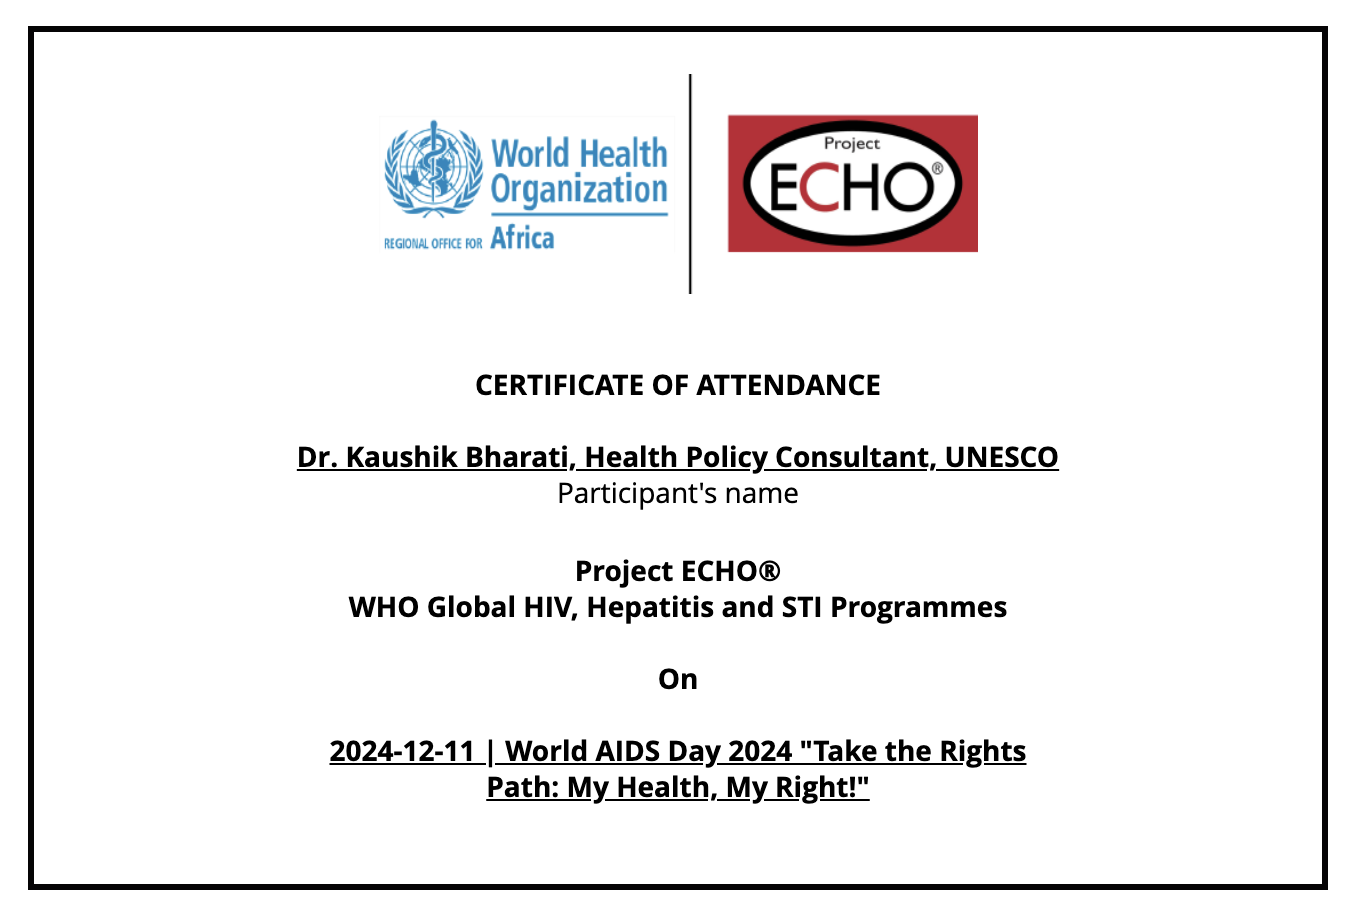 World Health
Organization
REGIONAL OFFICE FOR Africa
Project
ECHO®
CERTIFICATE OF ATTENDANCE
Dr. Kaushik Bharati, Health Policy Consultant, UNESCO
Participant's name
Project ECHO®
WHO Global HIV, Hepatitis and STI Programmes
On
2024-12-11 | World AIDS Day 2024 "Take the Rights
Path: My Health, My Right!"